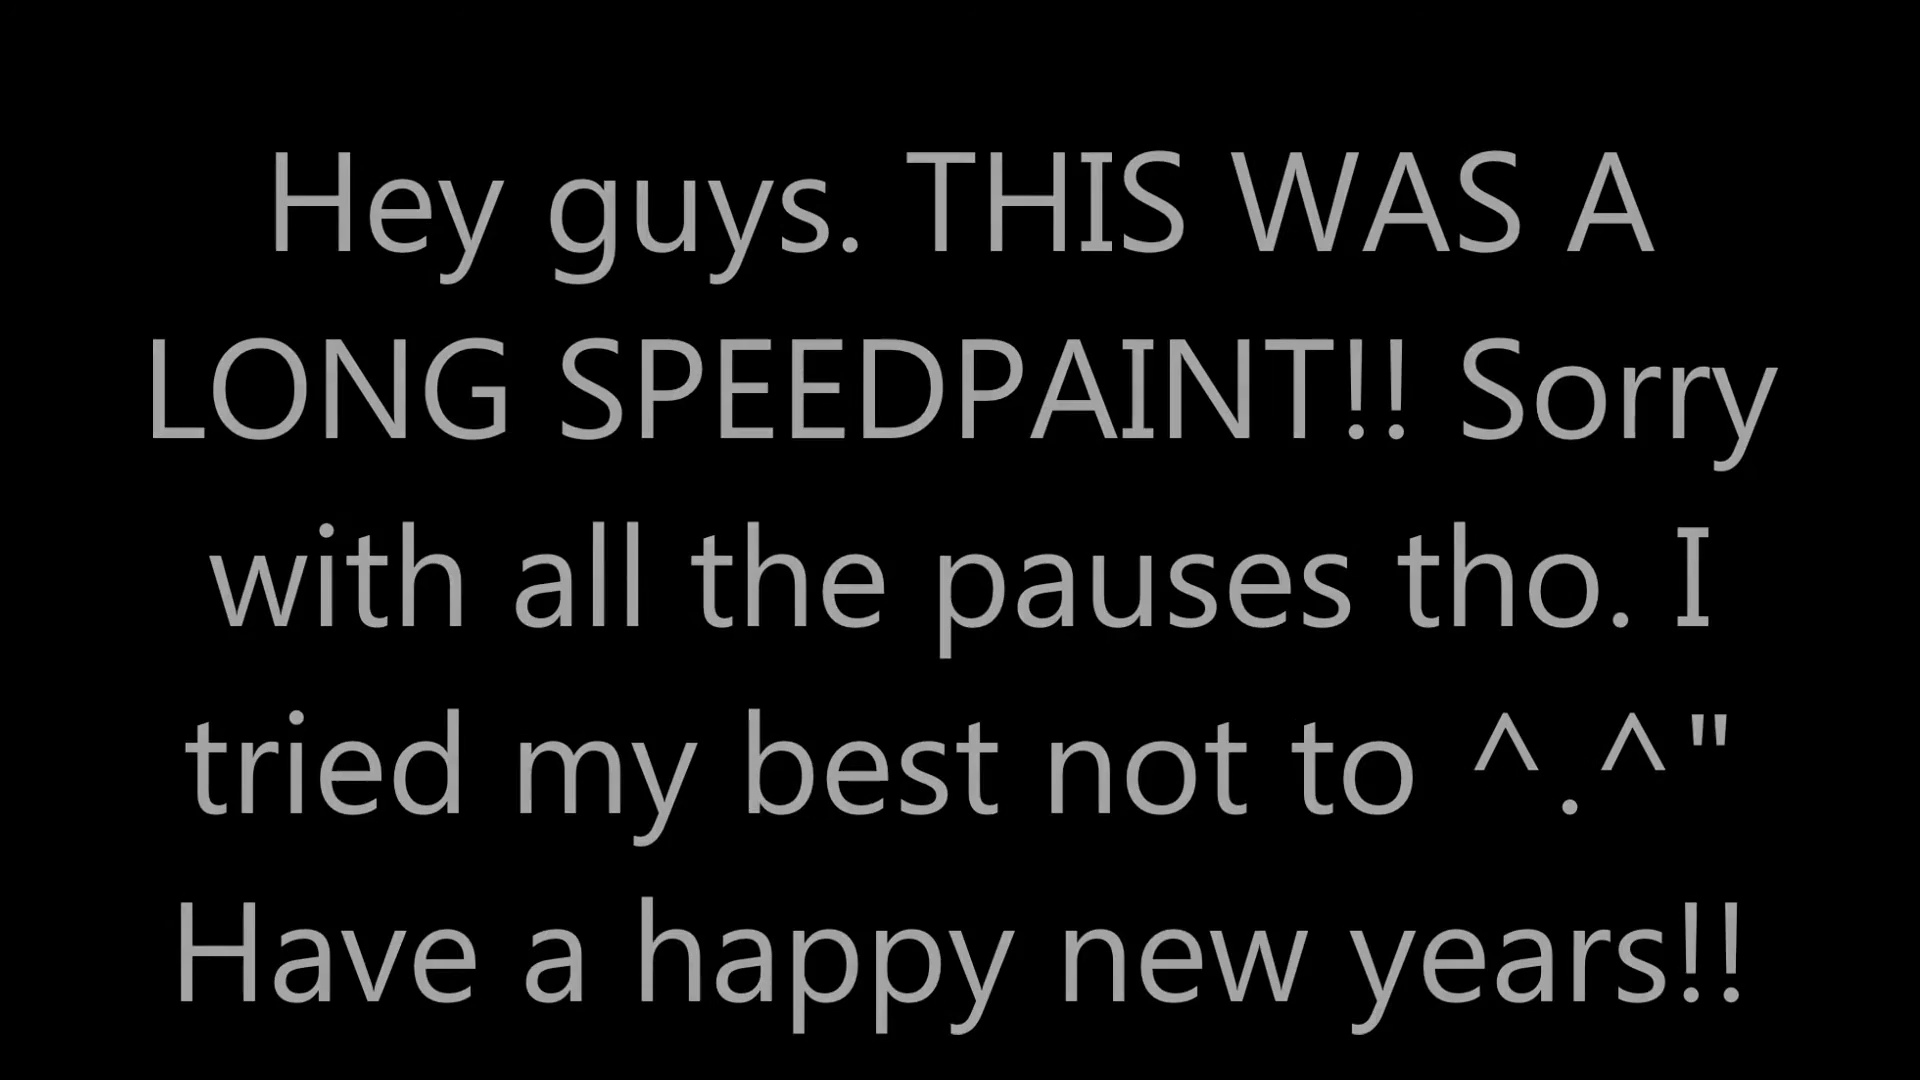 Hey guys. THIS WAS A
LONG SPEEDPAINT!! Sorry
with all the pauses tho. I
tried my best not to ^.^"
Have a happy new years!!